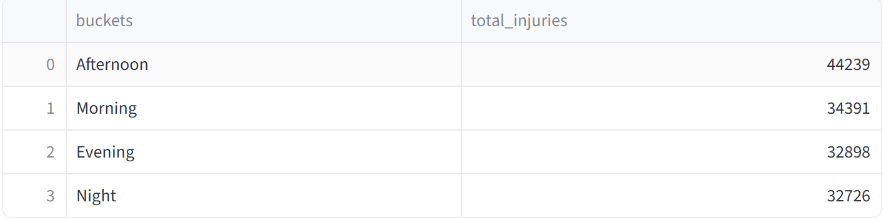 buckets total_injuries
0 Afternoon 44239
1 Morning 34391
2 Evening 32898
3 Night 32726